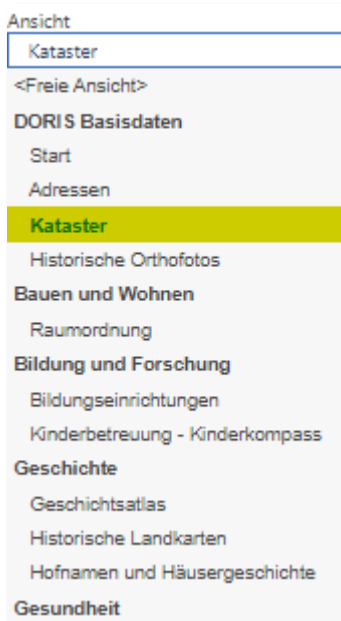 Ansicht
Kataster
<Freie Ansicht>
DORIS Basisdaten
Start
Adressen
Kataster
Historische Orthofotos
Bauen und Wohnen
Raumordnung
Bildung und Forschung
Bildungseinrichtungen
Kinderbetreuung - Kinderkompass
Geschichte
Geschichtsatlas
Historische Landkarten
Hofnamen und Häusergeschichte
Gesundheit